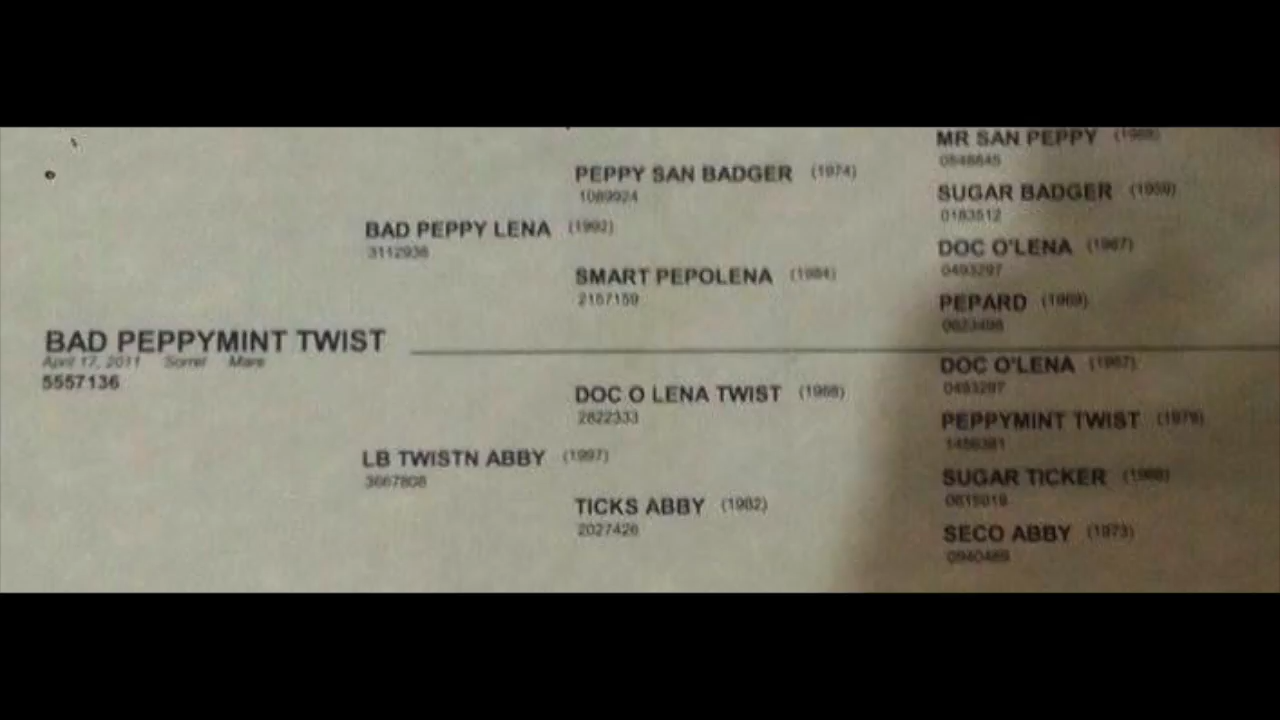 MR SAN PEPPY
PEPPY SAN BADGER (1974)
1089924
SUGAR BADGER (1959)
0183512
BAD PEPPY LENA (1992)
3112936
DOC O'LENA (1967)
0493297
SMART PEPOLENA (1984)
2157159
PEPARD (1969)
BAD PEPPYMINT TWIST
April 17, 2011 Sorrel Mare
5557136
DOC O'LENA (1967)
0493297
DOC O LENA TWIST
2822333
PEPPYMINT TWIST
LB TWISTN ABBY (1997)
3667808
SUGAR TICKER
TICKS ABBY (1982)
2027426
SECO ABBY (1973)